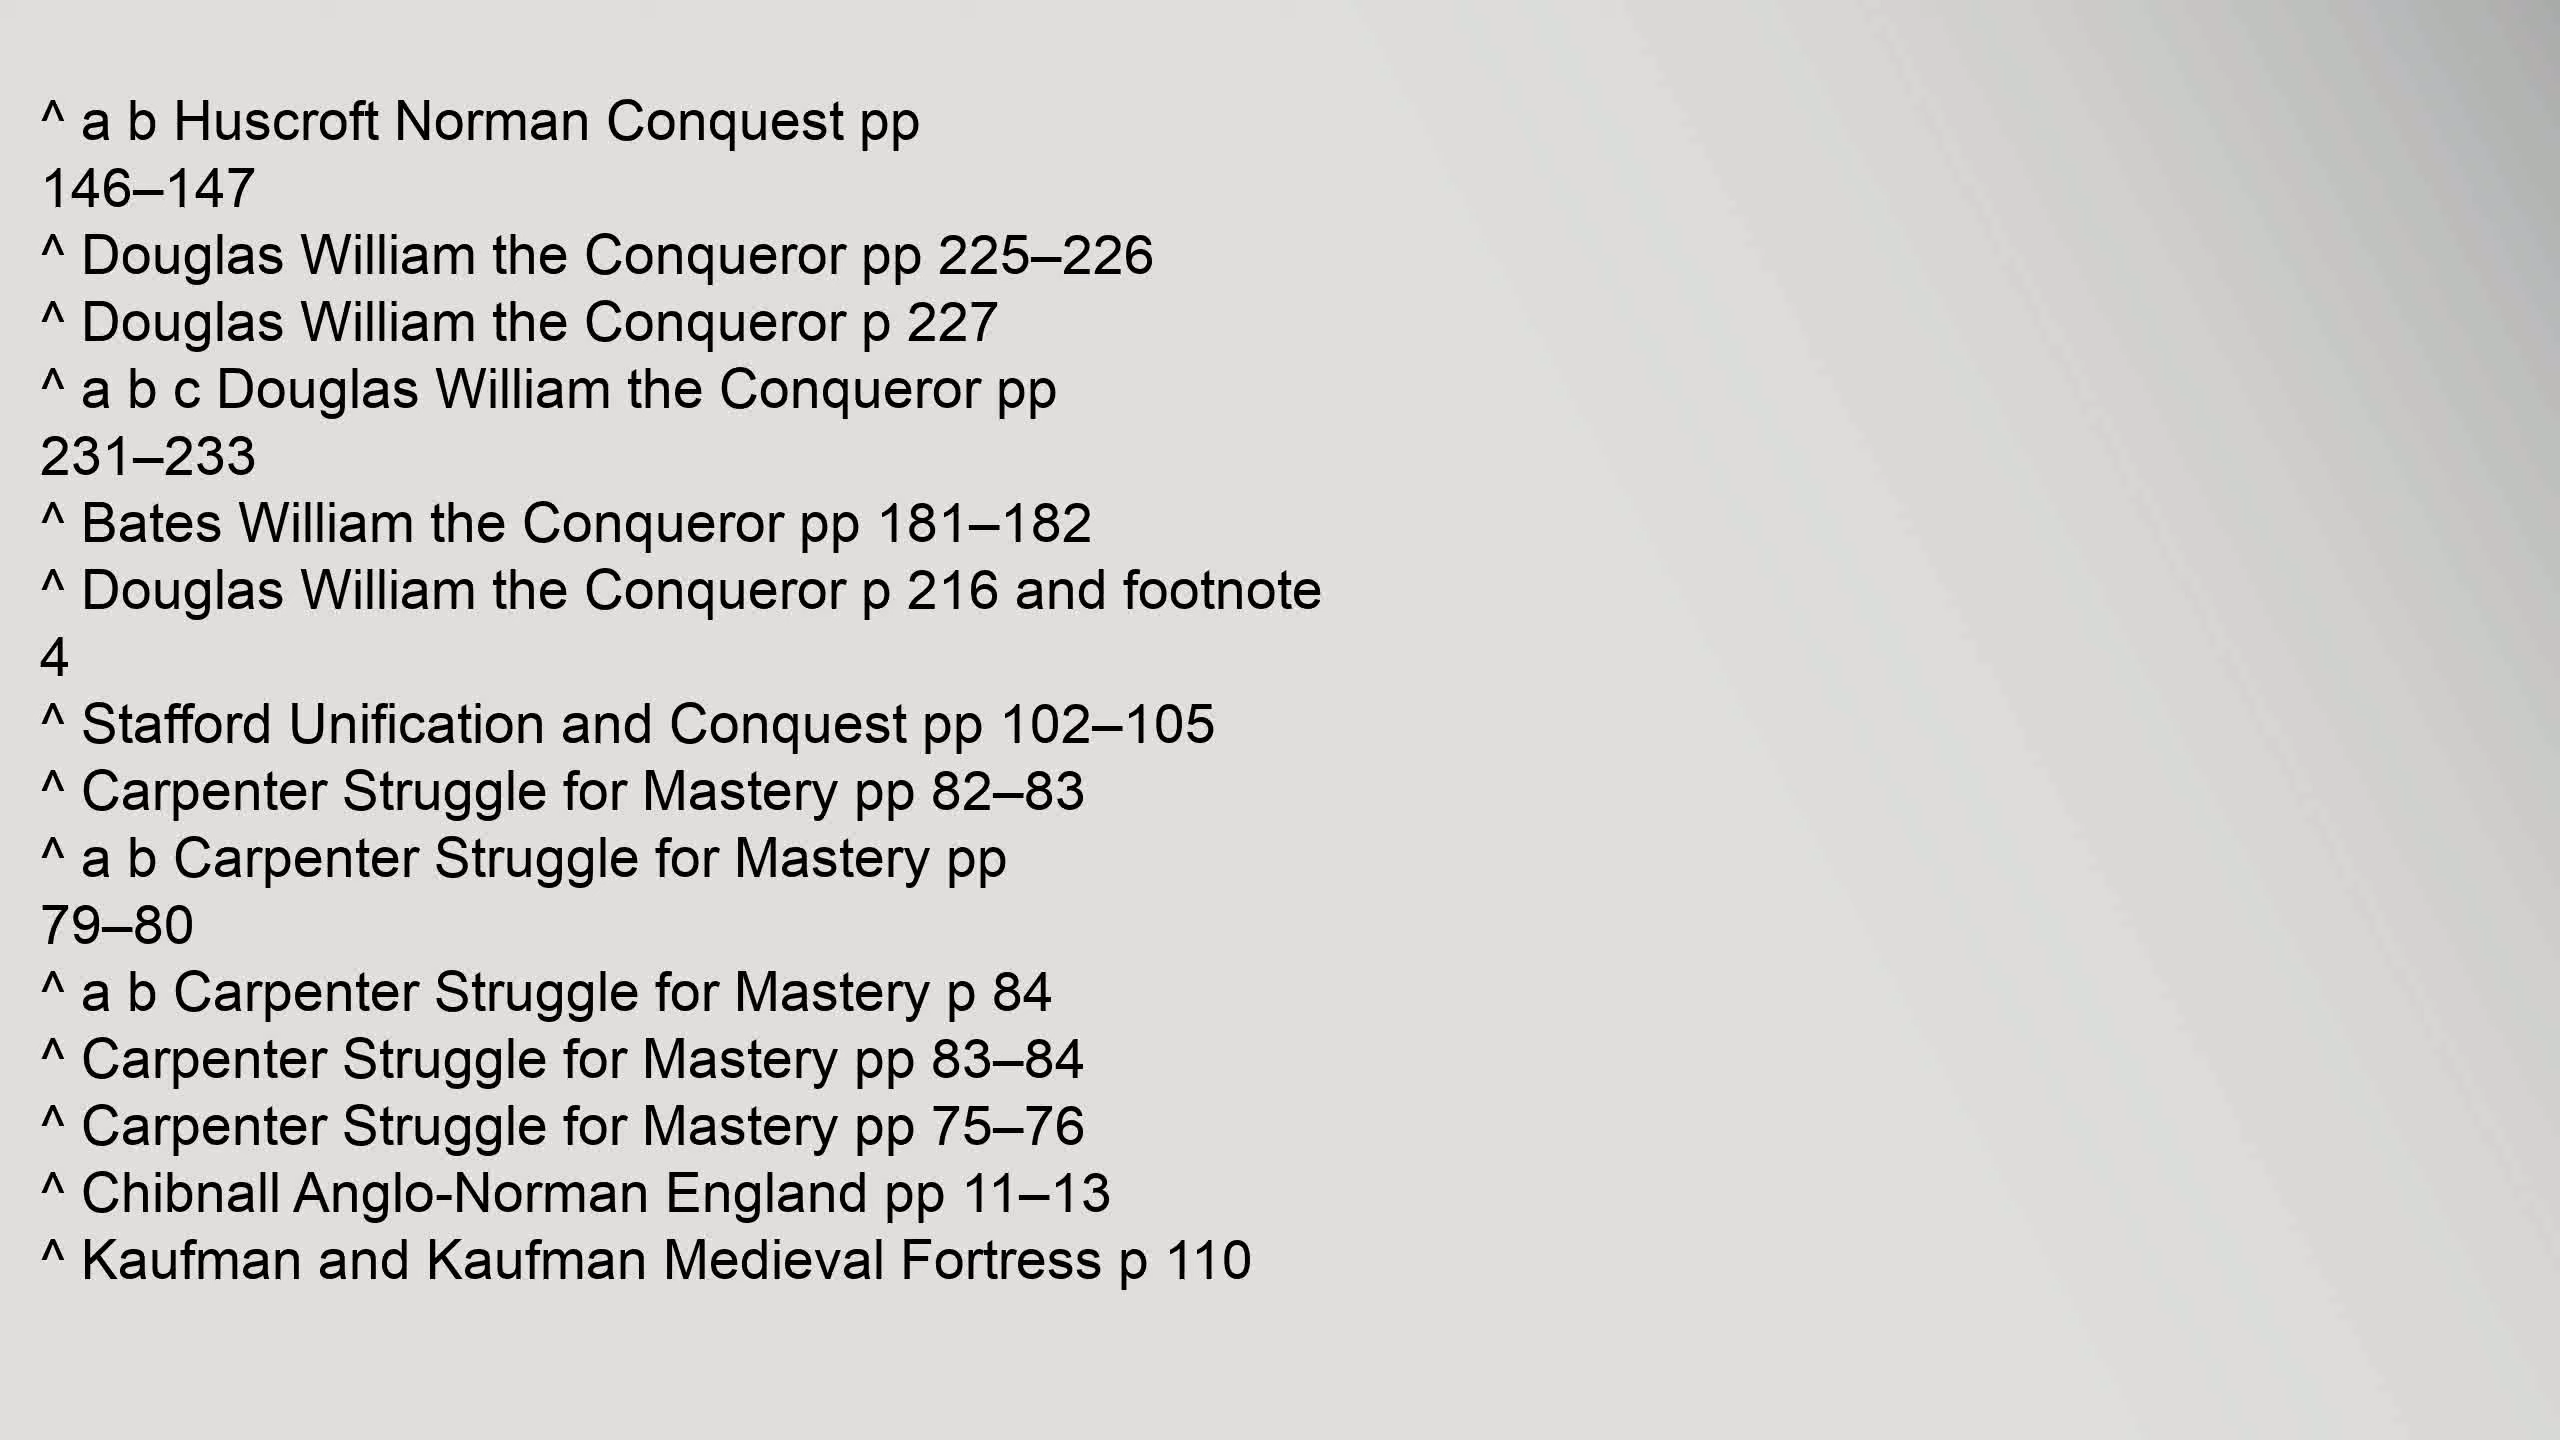 ^ a b Huscroft Norman Conquest pp
146–147
^ Douglas William the Conqueror pp 225–226
^ Douglas William the Conqueror p 227
^ a b c Douglas William the Conqueror pp
231–233
^ Bates William the Conqueror pp 181–182
^ Douglas William the Conqueror p 216 and footnote
4
^ Stafford Unification and Conquest pp 102–105
^ Carpenter Struggle for Mastery pp 82–83
^ a b Carpenter Struggle for Mastery pp
79–80
^ a b Carpenter Struggle for Mastery p 84
^ Carpenter Struggle for Mastery pp 83–84
^ Carpenter Struggle for Mastery pp 75–76
^ Chibnall Anglo-Norman England pp 11–13
^ Kaufman and Kaufman Medieval Fortress p 110